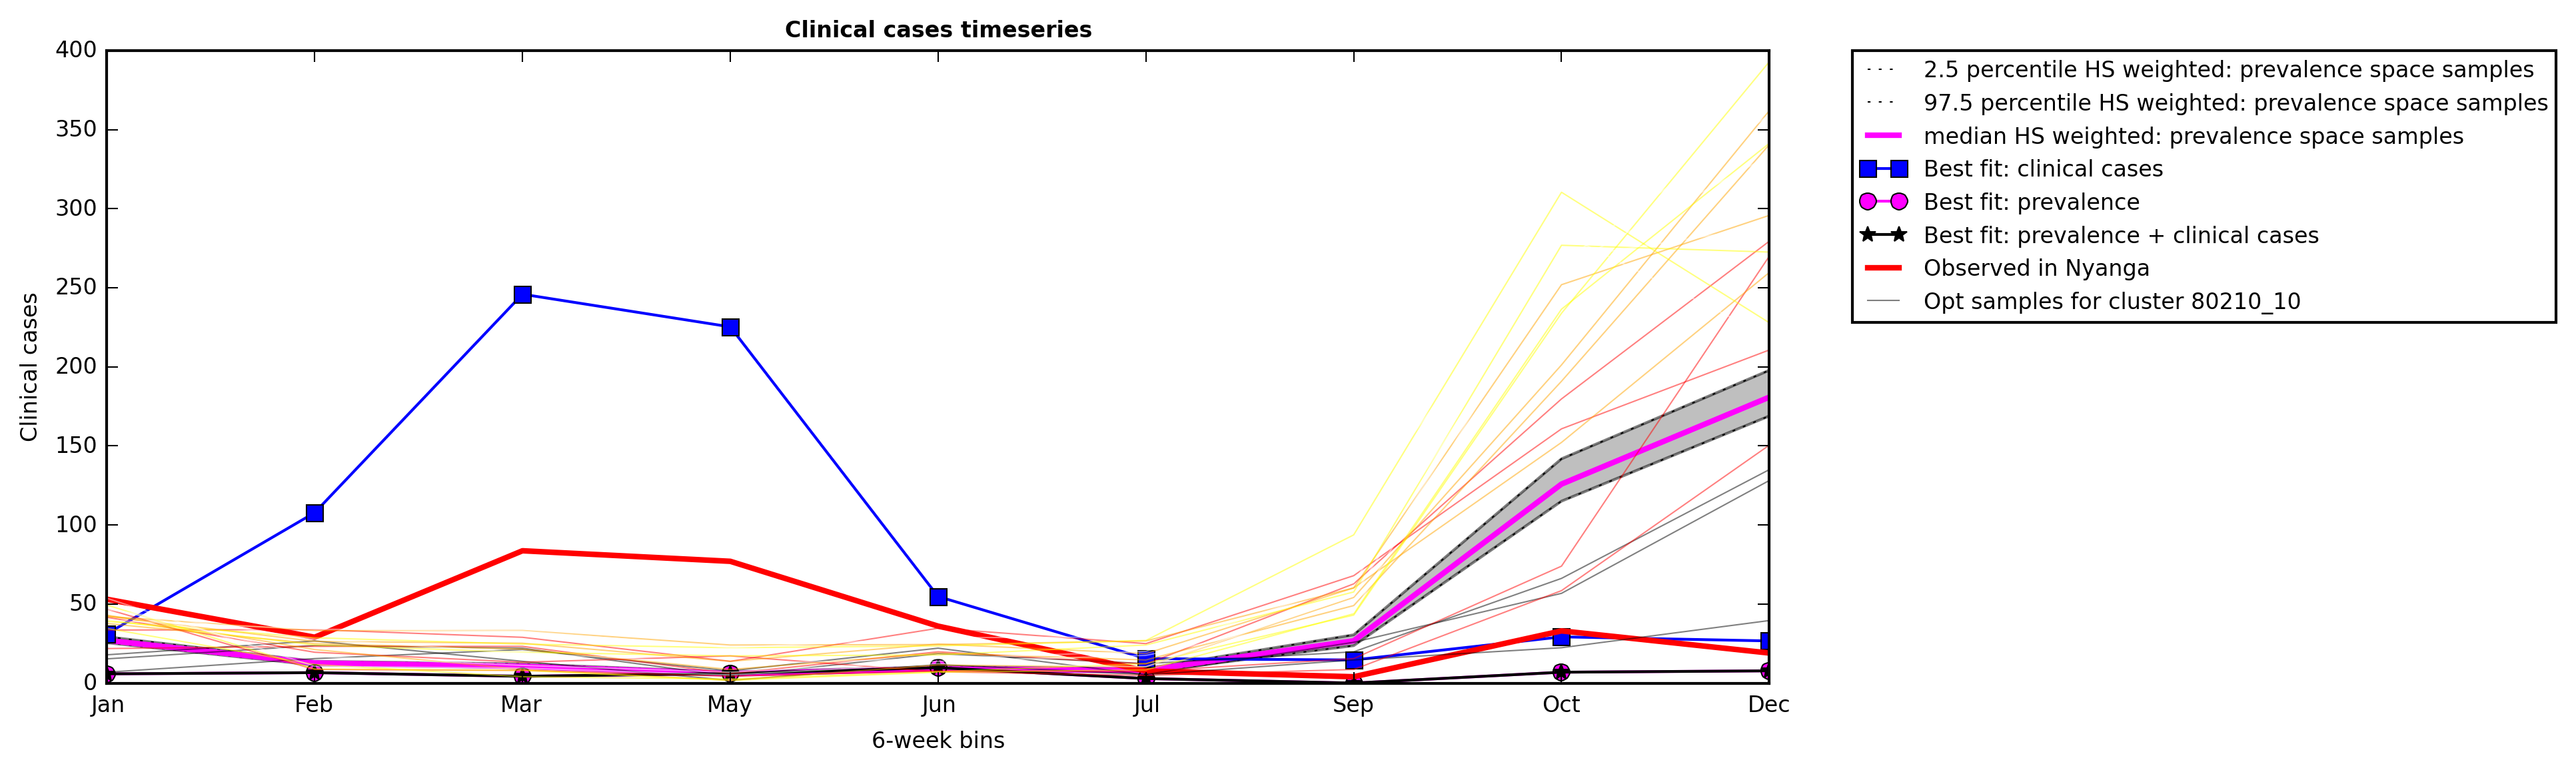 Clinical cases timeseries
400
350
300
250
200
150
100
50
0
Clinical cases
Jan Feb Mar May Jun Jul Sep Oct Dec
6-week bins
2.5 percentile HS weighted: prevalence space samples
97.5 percentile HS weighted: prevalence space samples
median HS weighted: prevalence space samples
Best fit: clinical cases
Best fit: prevalence
Best fit: prevalence + clinical cases
Observed in Nyanga
Opt samples for cluster 80210_10